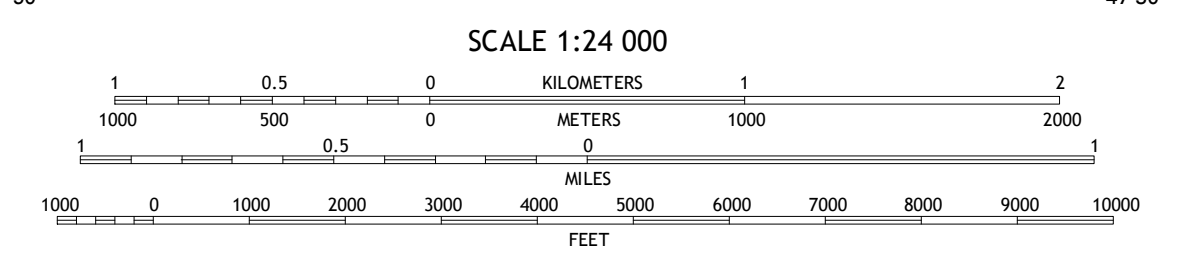 SCALE 1:24 000
1 0.5 0 KILOMETERS 1 2
1000 500 0 METERS 1000 2000
1 0.5 0 1
MILES
1000 0 1000 2000 3000 4000 5000 6000 7000 8000 9000 10000
FEET